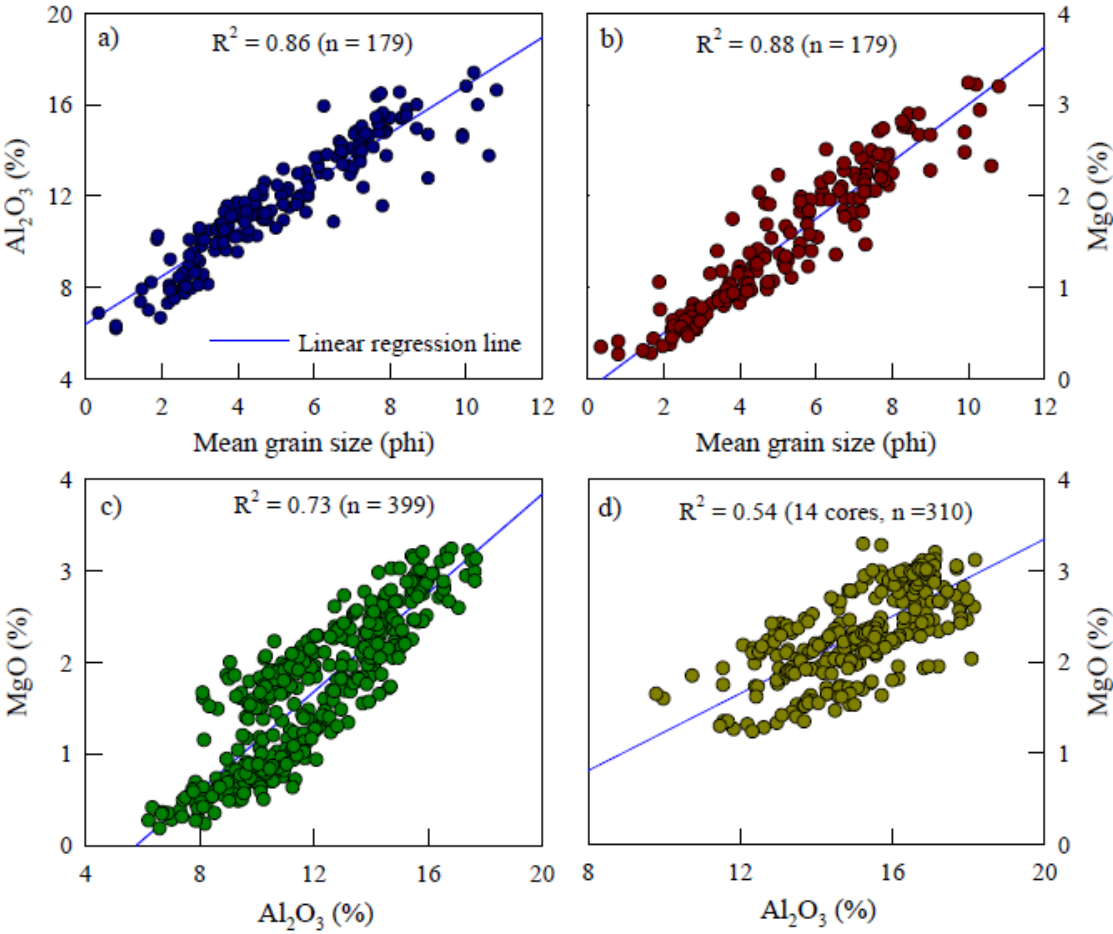 a)
R² = 0.86 (n = 179)
20
16
12
8
4
Al₂O₃ (%)
Linear regression line
0 2 4 6 8 10 12
Mean grain size (phi)
b)
R² = 0.88 (n = 179)
4
3
2
1
0
MgO (%)
0 2 4 6 8 10 12
Mean grain size (phi)
c)
R² = 0.73 (n = 399)
4
3
2
1
0
MgO (%)
4 8 12 16 20
Al₂O₃ (%)
d)
R² = 0.54 (14 cores, n =310)
4
3
2
1
0
MgO (%)
8 12 16 20
Al₂O₃ (%)